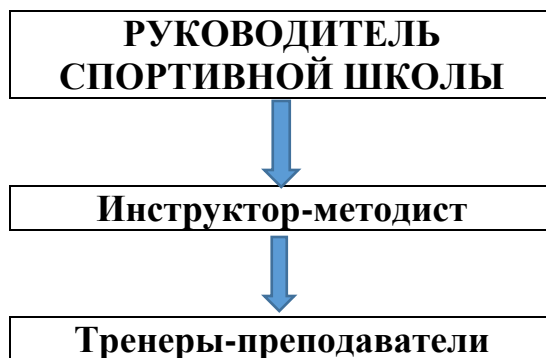 РУКОВОДИТЕЛЬ
СПОРТИВНОЙ ШКОЛЫ
Инструктор-методист
Тренеры-преподаватели